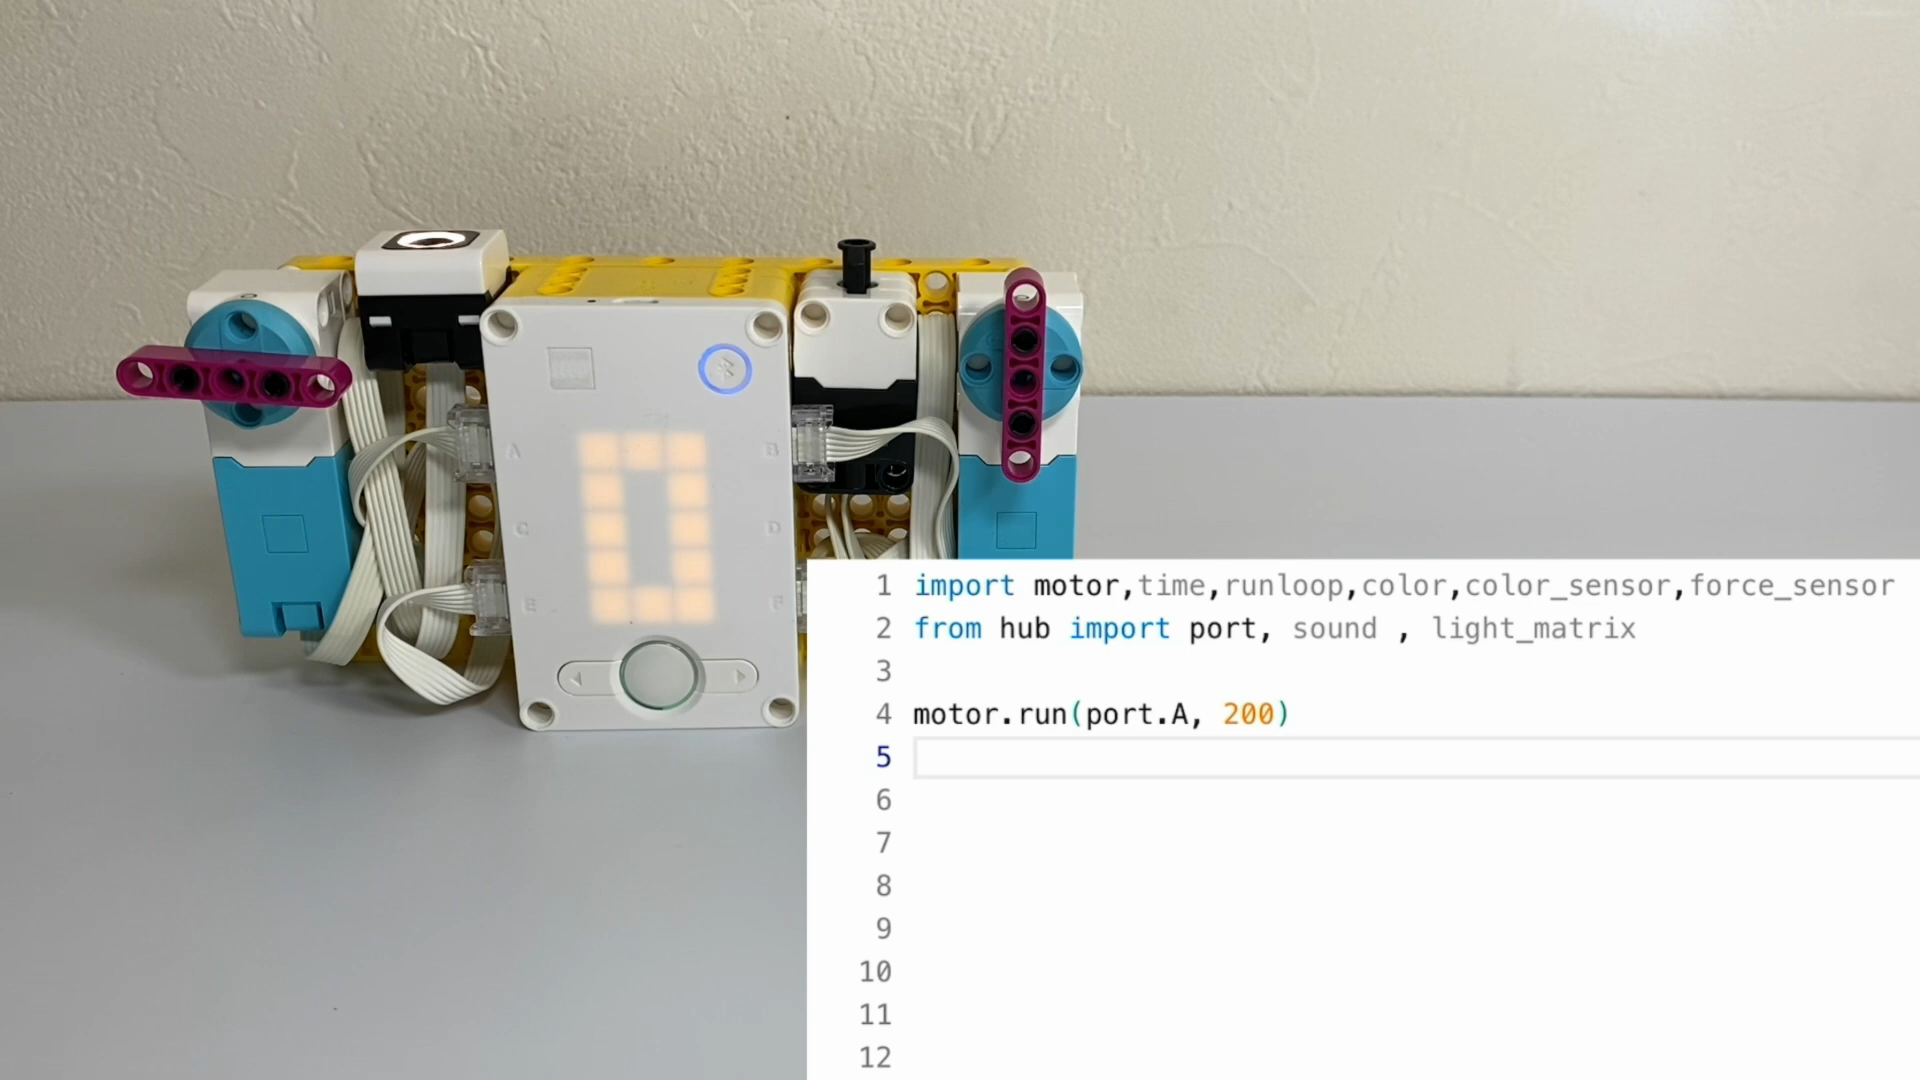 A
B
C
D
E
F
0
1 import motor,time,runloop,color,color_sensor,force_sensor
2 from hub import port, sound , light_matrix
3
4 motor.run(port.A, 200)
5
6
7
8
9
10
11
12